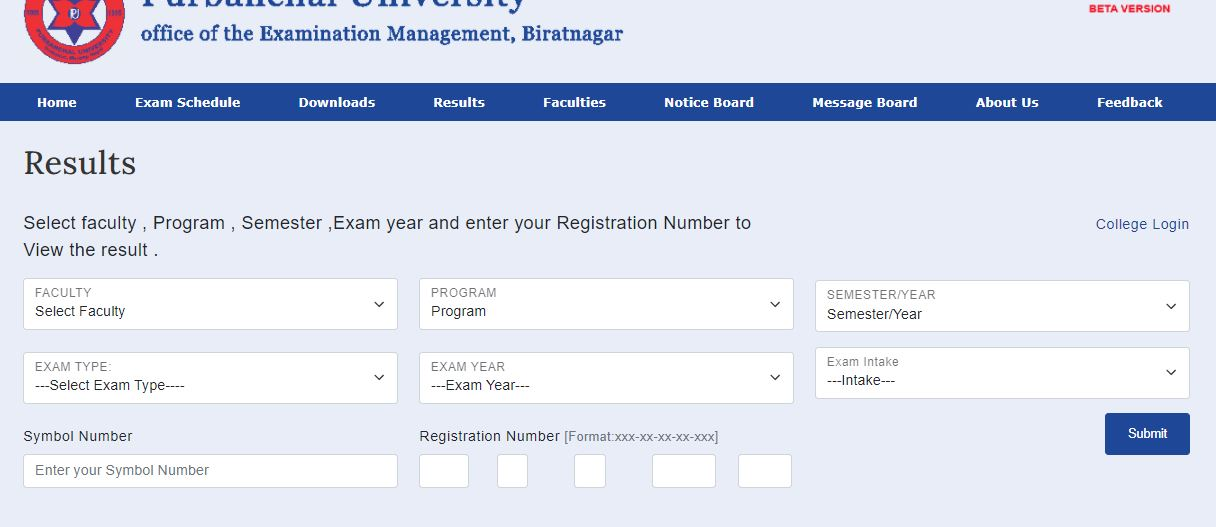 Purbanchal University
BETA VERSION
office of the Examination Management, Biratnagar
Home Exam Schedule Downloads Results Faculties Notice Board Message Board About Us Feedback
Results
Select faculty , Program , Semester ,Exam year and enter your Registration Number to
View the result .
College Login
FACULTY
Select Faculty
PROGRAM
Program
SEMESTER/YEAR
Semester/Year
EXAM TYPE:
---Select Exam Type----
EXAM YEAR
---Exam Year---
Exam Intake
---Intake---
Symbol Number
Enter your Symbol Number
Registration Number [Format:xxx-xx-xx-xx-xxx]
Submit